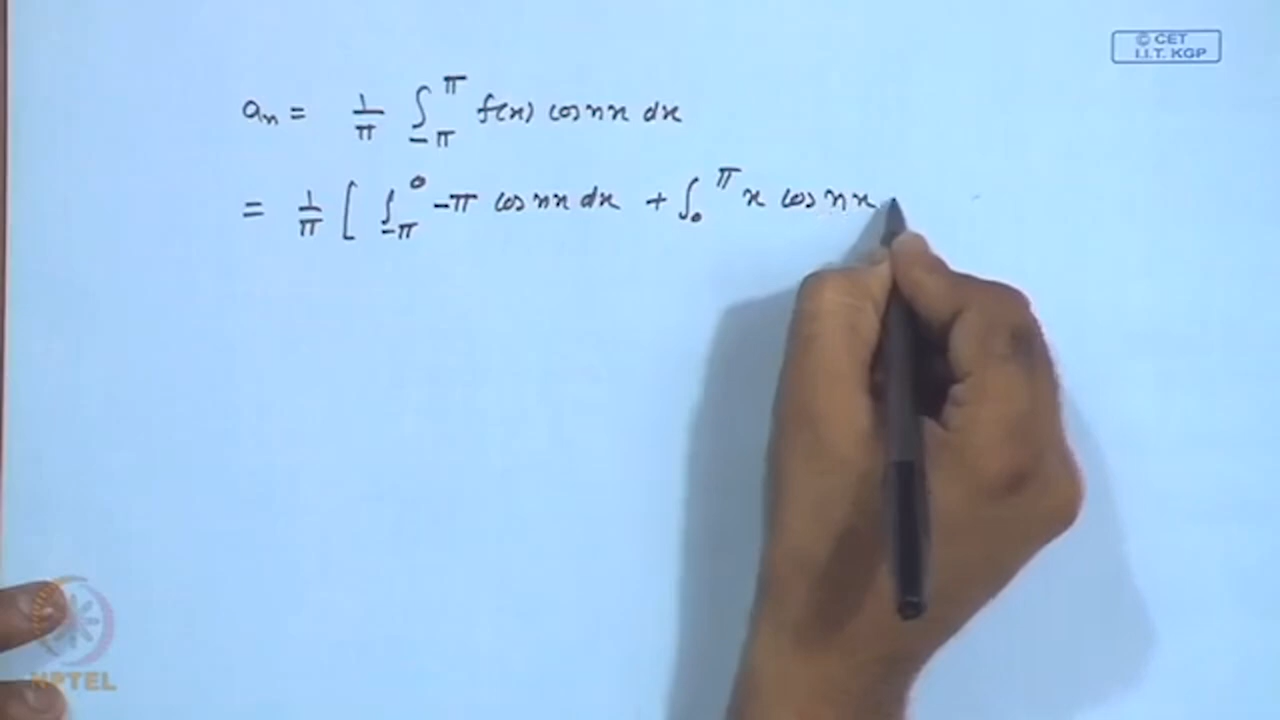 © CET
I.I.T. KGP
aₙ = 1/π ∫_{-π}^{π} f(x) cos nx dx
= 1/π [ ∫_{-π}^{0} -π cos nx dx + ∫_{0}^{π} x cos nx
NPTEL